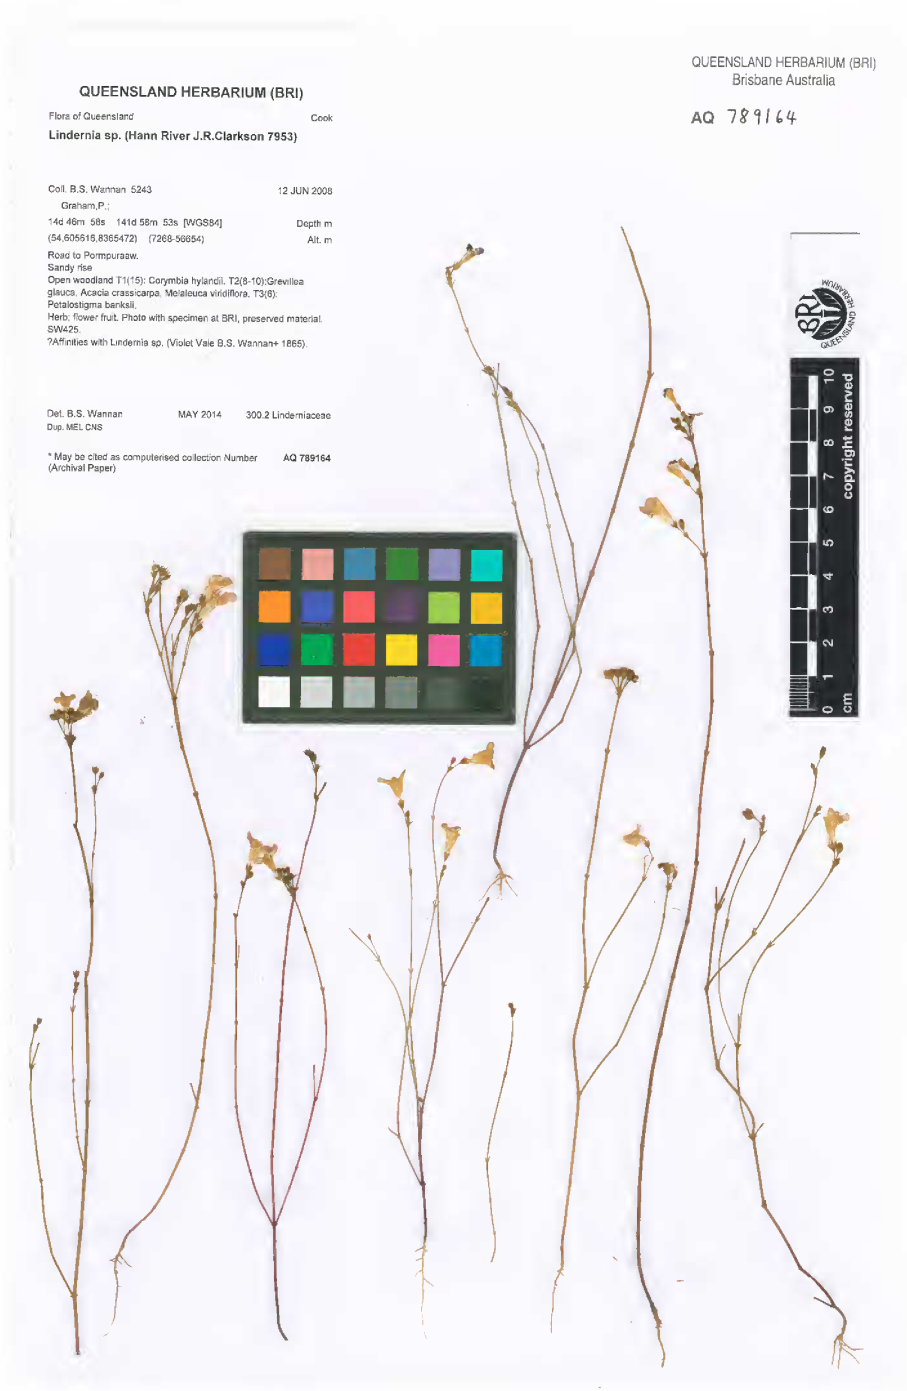 QUEENSLAND HERBARIUM (BRI)
Brisbane Australia
AQ 789164
QUEENSLAND HERBARIUM (BRI)
Flora of Queensland Cook
Lindernia sp. (Hann River J.R.Clarkson 7953)
Coll. B.S. Wannan 5243 12 JUN 2008
Graham,P.;
14d 46m 58s 141d 58m 53s [WGS84] Depth m
(54,605616,8365472) (7268-56654) Alt. m
Road to Pormpuraaw.
Sandy rise
Open woodland T1(15): Corymbia hylandii. T2(8-10):Grevillea
glauca, Acacia crassicarpa, Melaleuca viridiflora. T3(6):
Petalostigma banksii.
Herb: flower fruit. Photo with specimen at BRI, preserved material.
SW425.
?Affinities with Lindernia sp. (Violet Vale B.S. Wannan+ 1865).
Det. B.S. Wannan MAY 2014 300.2 Linderniaceae
Dup. MEL CNS
* May be cited as computerised collection Number AQ 789164
(Archival Paper)
BRI
QUEENSLAND HERBARIUM
0 1 2 3 4 5 6 7 8 9 10
cm copyright reserved